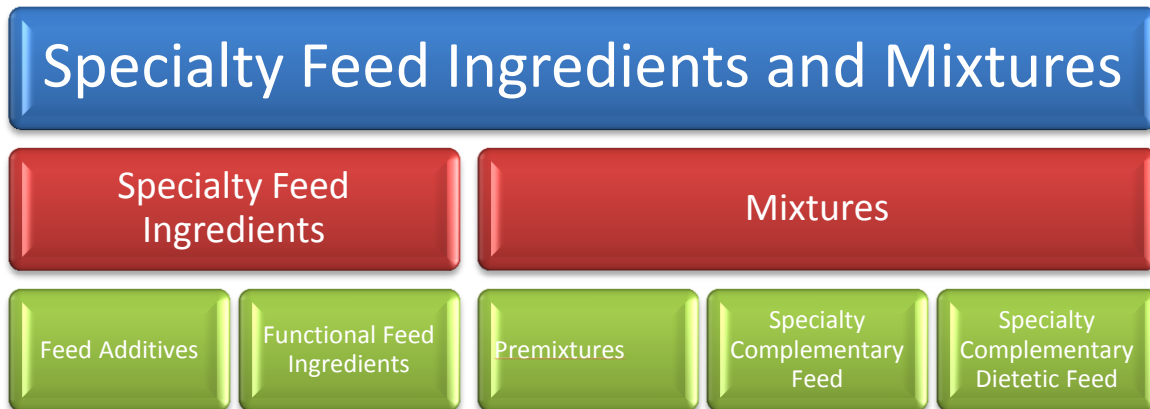 Specialty Feed Ingredients and Mixtures
Specialty Feed
Ingredients
Mixtures
Feed Additives
Functional Feed
Ingredients
Premixtures
Specialty
Complementary
Feed
Specialty
Complementary
Dietetic Feed